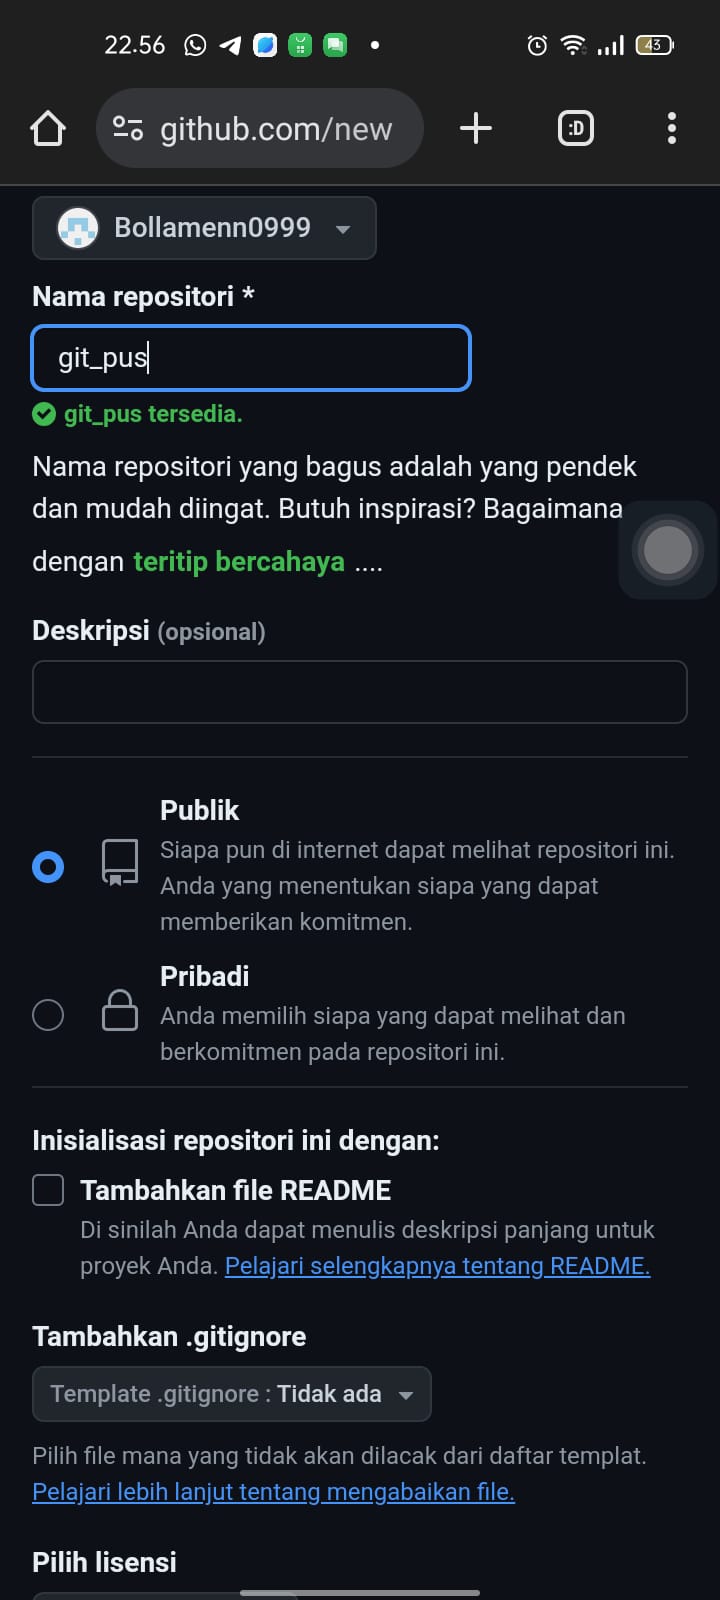 22.56
43
github.com/new
:D
Bollamenn0999
Nama repositori *
git_pus
git_pus tersedia.
Nama repositori yang bagus adalah yang pendek
dan mudah diingat. Butuh inspirasi? Bagaimana
dengan teritip bercahaya ....
Deskripsi (opsional)
Publik
Siapa pun di internet dapat melihat repositori ini.
Anda yang menentukan siapa yang dapat
memberikan komitmen.
Pribadi
Anda memilih siapa yang dapat melihat dan
berkomitmen pada repositori ini.
Inisialisasi repositori ini dengan:
Tambahkan file README
Di sinilah Anda dapat menulis deskripsi panjang untuk
proyek Anda. Pelajari selengkapnya tentang README.
Tambahkan .gitignore
Template .gitignore : Tidak ada
Pilih file mana yang tidak akan dilacak dari daftar templat.
Pelajari lebih lanjut tentang mengabaikan file.
Pilih lisensi